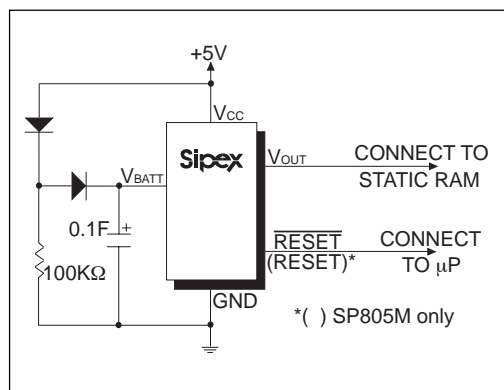 +5V
VCC
Sipex
VBATT
VOUT
CONNECT TO
STATIC RAM
0.1F
+
RESET
(RESET)*
CONNECT
TO µP
100KΩ
GND
*( ) SP805M only